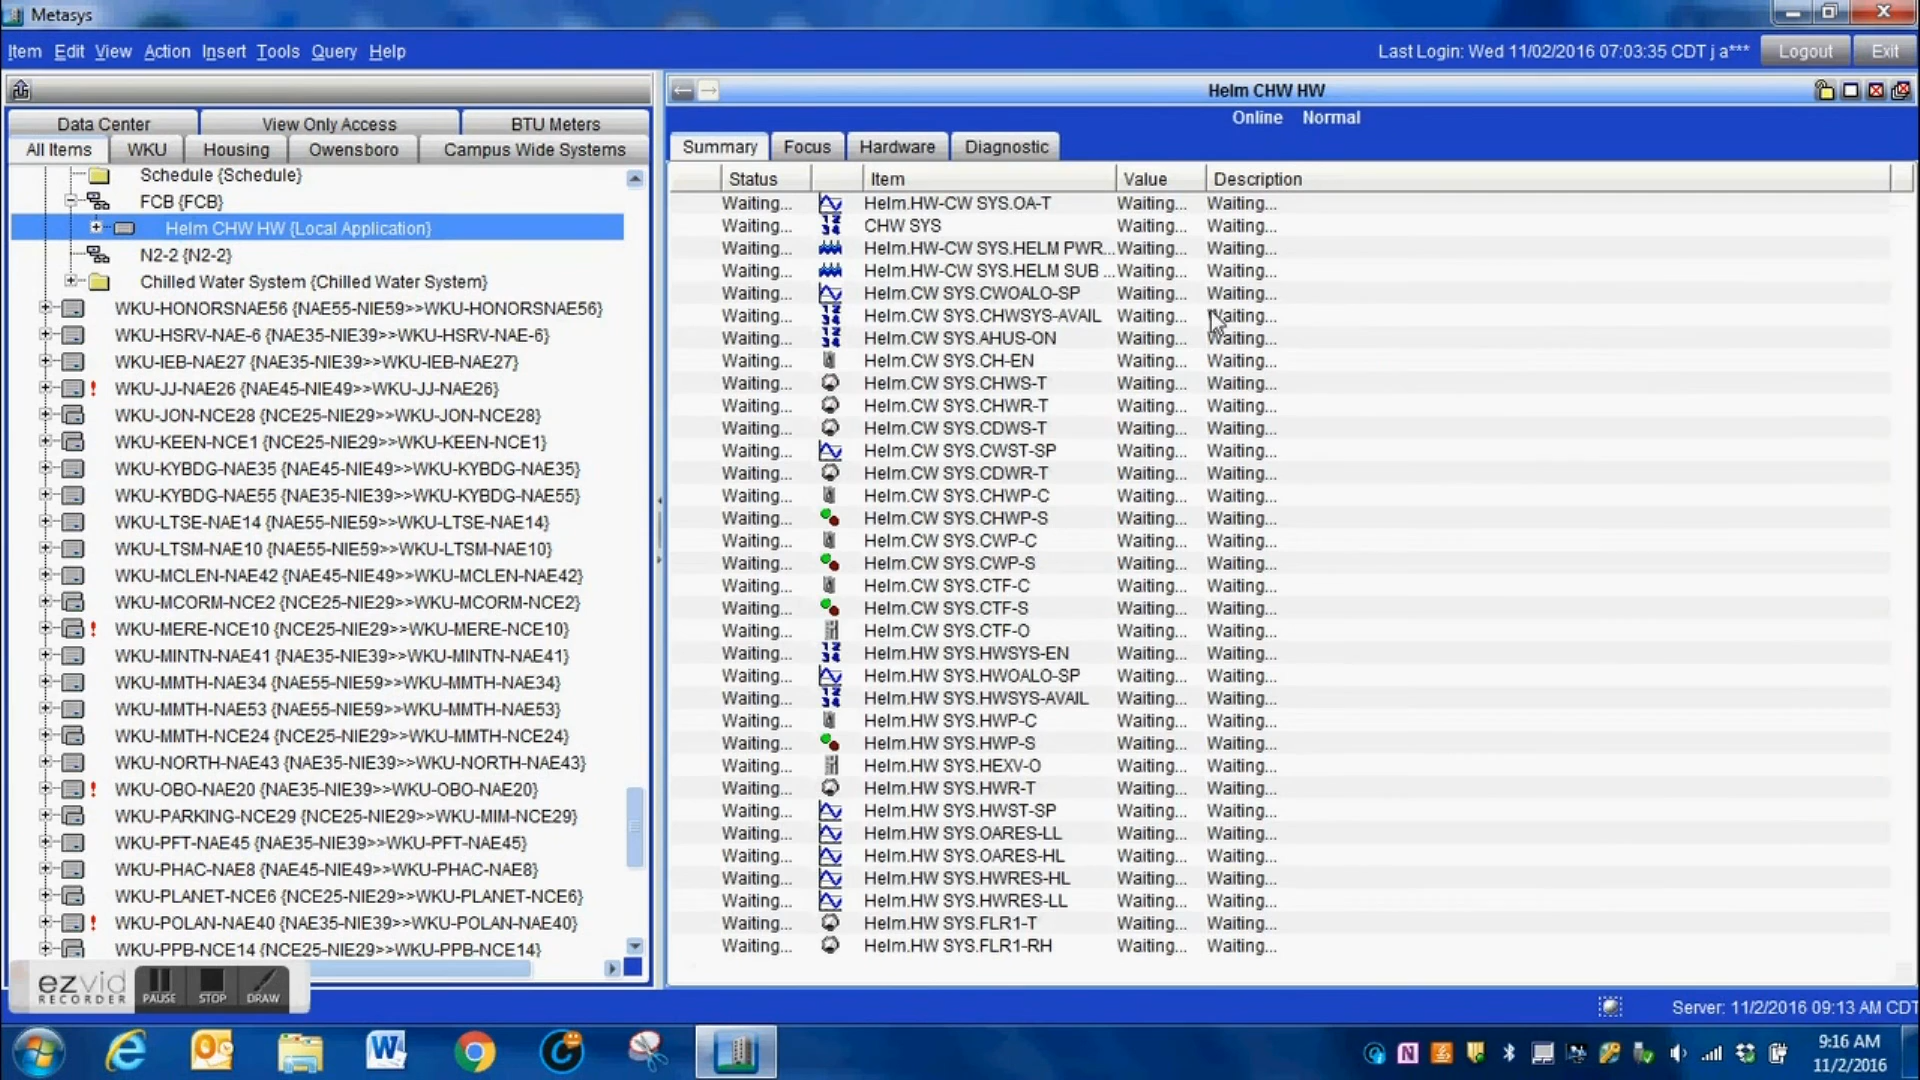 Metasys
Item Edit View Action Insert Tools Query Help
Last Login: Wed 11/02/2016 07:03:35 CDT j a*** Logout Exit
Data Center View Only Access BTU Meters
All Items WKU Housing Owensboro Campus Wide Systems
Schedule {Schedule}
FCB {FCB}
Helm CHW HW {Local Application}
N2-2 {N2-2}
Chilled Water System {Chilled Water System}
WKU-HONORSNAE56 {NAE55-NIE59>>WKU-HONORSNAE56}
WKU-HSRV-NAE-6 {NAE35-NIE39>>WKU-HSRV-NAE-6}
WKU-IEB-NAE27 {NAE35-NIE39>>WKU-IEB-NAE27}
! WKU-JJ-NAE26 {NAE45-NIE49>>WKU-JJ-NAE26}
WKU-JON-NCE28 {NCE25-NIE29>>WKU-JON-NCE28}
WKU-KEEN-NCE1 {NCE25-NIE29>>WKU-KEEN-NCE1}
WKU-KYBDG-NAE35 {NAE45-NIE49>>WKU-KYBDG-NAE35}
WKU-KYBDG-NAE55 {NAE35-NIE39>>WKU-KYBDG-NAE55}
WKU-LTSE-NAE14 {NAE55-NIE59>>WKU-LTSE-NAE14}
WKU-LTSM-NAE10 {NAE55-NIE59>>WKU-LTSM-NAE10}
WKU-MCLEN-NAE42 {NAE45-NIE49>>WKU-MCLEN-NAE42}
WKU-MCORM-NCE2 {NCE25-NIE29>>WKU-MCORM-NCE2}
! WKU-MERE-NCE10 {NCE25-NIE29>>WKU-MERE-NCE10}
WKU-MINTN-NAE41 {NAE35-NIE39>>WKU-MINTN-NAE41}
WKU-MMTH-NAE34 {NAE55-NIE59>>WKU-MMTH-NAE34}
WKU-MMTH-NAE53 {NAE55-NIE59>>WKU-MMTH-NAE53}
WKU-MMTH-NCE24 {NCE25-NIE29>>WKU-MMTH-NCE24}
WKU-NORTH-NAE43 {NAE35-NIE39>>WKU-NORTH-NAE43}
! WKU-OBO-NAE20 {NAE35-NIE39>>WKU-OBO-NAE20}
WKU-PARKING-NCE29 {NCE25-NIE29>>WKU-MIM-NCE29}
WKU-PFT-NAE45 {NAE35-NIE39>>WKU-PFT-NAE45}
WKU-PHAC-NAE8 {NAE45-NIE49>>WKU-PHAC-NAE8}
WKU-PLANET-NCE6 {NCE25-NIE29>>WKU-PLANET-NCE6}
! WKU-POLAN-NAE40 {NAE35-NIE39>>WKU-POLAN-NAE40}
WKU-PPB-NCE14 {NCE25-NIE29>>WKU-PPB-NCE14}
ezvid
RECORDER PAUSE STOP DRAW
Helm CHW HW
Online Normal
Summary Focus Hardware Diagnostic
Status Item Value Description
Waiting... Helm.HW-CW SYS.OA-T Waiting... Waiting...
Waiting... CHW SYS Waiting... Waiting...
Waiting... Helm.HW-CW SYS.HELM PWR... Waiting... Waiting...
Waiting... Helm.HW-CW SYS.HELM SUB ... Waiting... Waiting...
Waiting... Helm.CW SYS.CWOALO-SP Waiting... Waiting...
Waiting... Helm.CW SYS.CHWSYS-AVAIL Waiting... Waiting...
Waiting... Helm.CW SYS.AHUS-ON Waiting... Waiting...
Waiting... Helm.CW SYS.CH-EN Waiting... Waiting...
Waiting... Helm.CW SYS.CHWS-T Waiting... Waiting...
Waiting... Helm.CW SYS.CHWR-T Waiting... Waiting...
Waiting... Helm.CW SYS.CDWS-T Waiting... Waiting...
Waiting... Helm.CW SYS.CWST-SP Waiting... Waiting...
Waiting... Helm.CW SYS.CDWR-T Waiting... Waiting...
Waiting... Helm.CW SYS.CHWP-C Waiting... Waiting...
Waiting... Helm.CW SYS.CHWP-S Waiting... Waiting...
Waiting... Helm.CW SYS.CWP-C Waiting... Waiting...
Waiting... Helm.CW SYS.CWP-S Waiting... Waiting...
Waiting... Helm.CW SYS.CTF-C Waiting... Waiting...
Waiting... Helm.CW SYS.CTF-S Waiting... Waiting...
Waiting... Helm.CW SYS.CTF-O Waiting... Waiting...
Waiting... Helm.HW SYS.HWSYS-EN Waiting... Waiting...
Waiting... Helm.HW SYS.HWOALO-SP Waiting... Waiting...
Waiting... Helm.HW SYS.HWSYS-AVAIL Waiting... Waiting...
Waiting... Helm.HW SYS.HWP-C Waiting... Waiting...
Waiting... Helm.HW SYS.HWP-S Waiting... Waiting...
Waiting... Helm.HW SYS.HEXV-O Waiting... Waiting...
Waiting... Helm.HW SYS.HWR-T Waiting... Waiting...
Waiting... Helm.HW SYS.HWST-SP Waiting... Waiting...
Waiting... Helm.HW SYS.OARES-LL Waiting... Waiting...
Waiting... Helm.HW SYS.OARES-HL Waiting... Waiting...
Waiting... Helm.HW SYS.HWRES-HL Waiting... Waiting...
Waiting... Helm.HW SYS.HWRES-LL Waiting... Waiting...
Waiting... Helm.HW SYS.FLR1-T Waiting... Waiting...
Waiting... Helm.HW SYS.FLR1-RH Waiting... Waiting...
Server: 11/2/2016 09:13 AM CDT
9:16 AM
11/2/2016